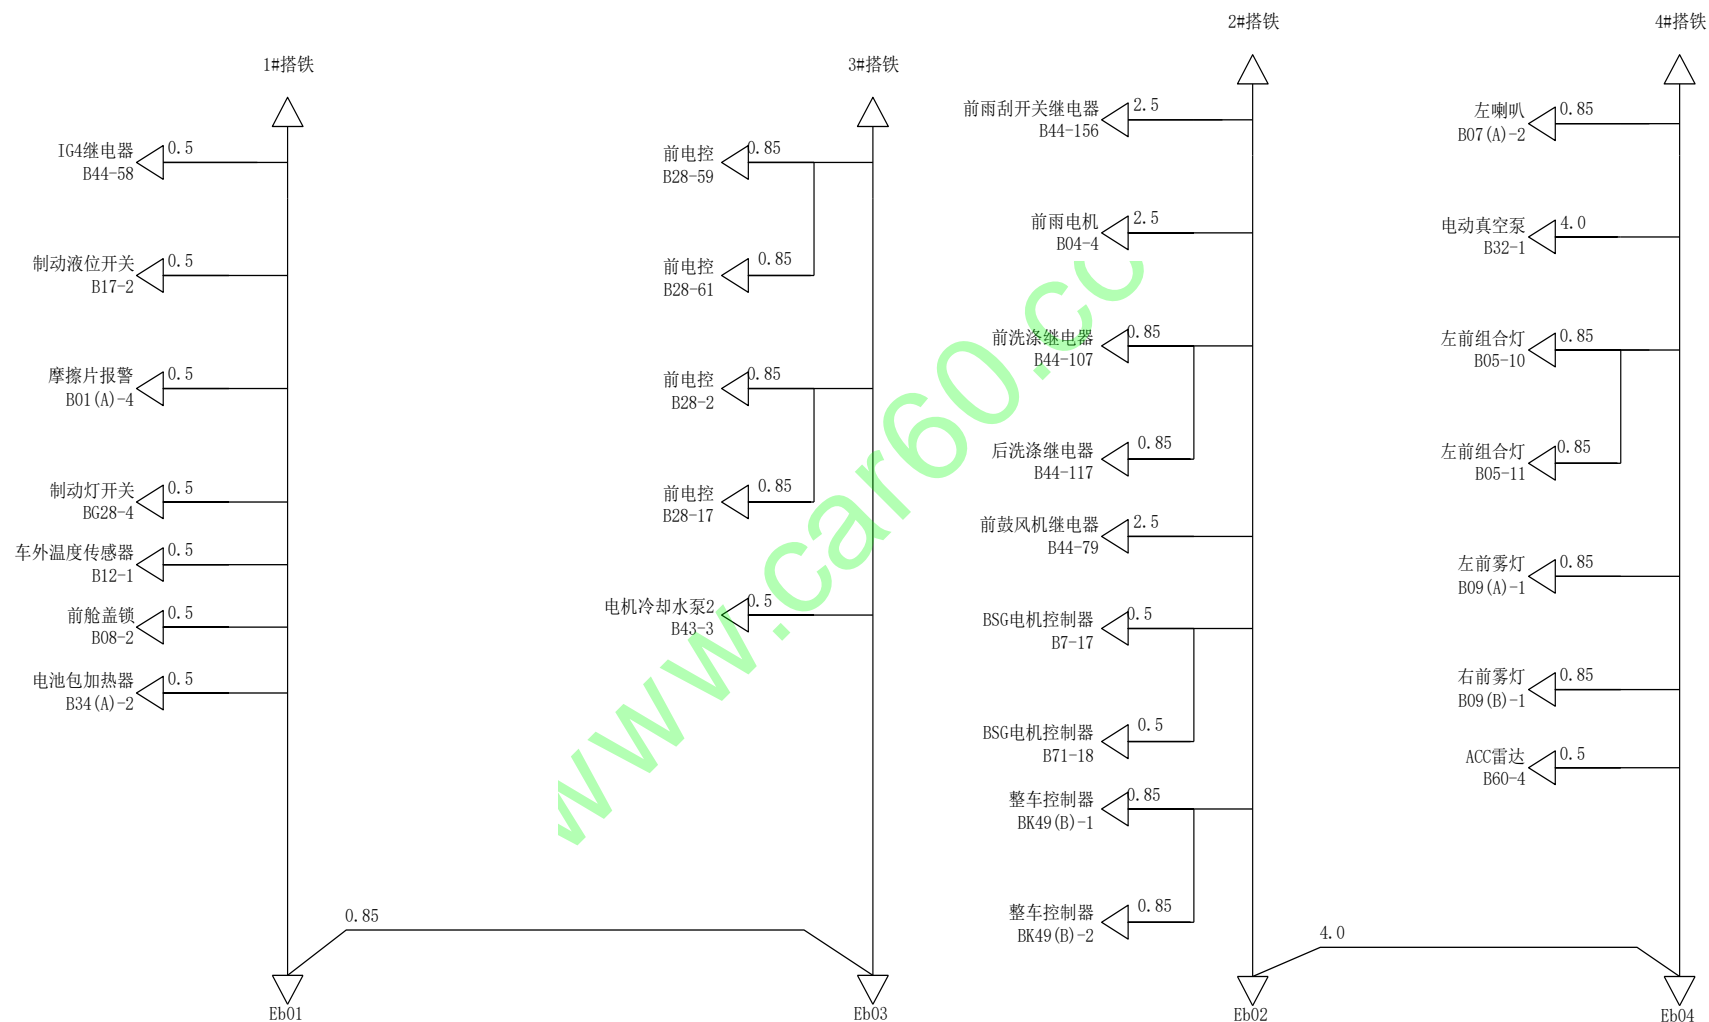 1#搭铁
IG4继电器
0.5
B44-58
制动液位开关
0.5
B17-2
摩擦片报警
0.5
B01(A)-4
制动灯开关
0.5
BG28-4
车外温度传感器
0.5
B12-1
前舱盖锁
0.5
B08-2
电池包加热器
0.5
B34(A)-2
0.85
Eb01
3#搭铁
前电控
0.85
B28-59
前电控
0.85
B28-61
前电控
0.85
B28-2
前电控
0.85
B28-17
电机冷却水泵2
0.5
B43-3
Eb03
2#搭铁
前雨刮开关继电器
2.5
B44-156
前雨电机
2.5
B04-4
前洗涤继电器
0.85
B44-107
后洗涤继电器
0.85
B44-117
前鼓风机继电器
2.5
B44-79
BSG电机控制器
0.5
B7-17
BSG电机控制器
0.5
B71-18
整车控制器
0.85
BK49(B)-1
整车控制器
0.85
BK49(B)-2
4.0
Eb02
4#搭铁
左喇叭
0.85
B07(A)-2
电动真空泵
4.0
B32-1
左前组合灯
0.85
B05-10
左前组合灯
0.85
B05-11
左前雾灯
0.85
B09(A)-1
右前雾灯
0.85
B09(B)-1
ACC雷达
0.5
B60-4
Eb04
www.car60.co